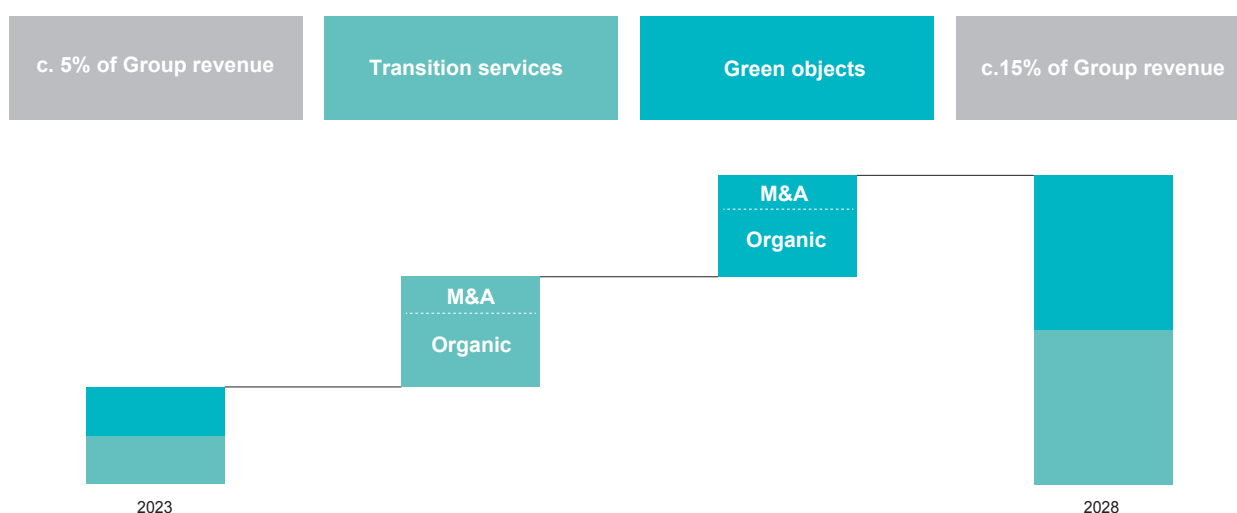 c. 5% of Group revenue
Transition services
Green objects
c.15% of Group revenue
M&A
Organic
M&A
Organic
2023
2028